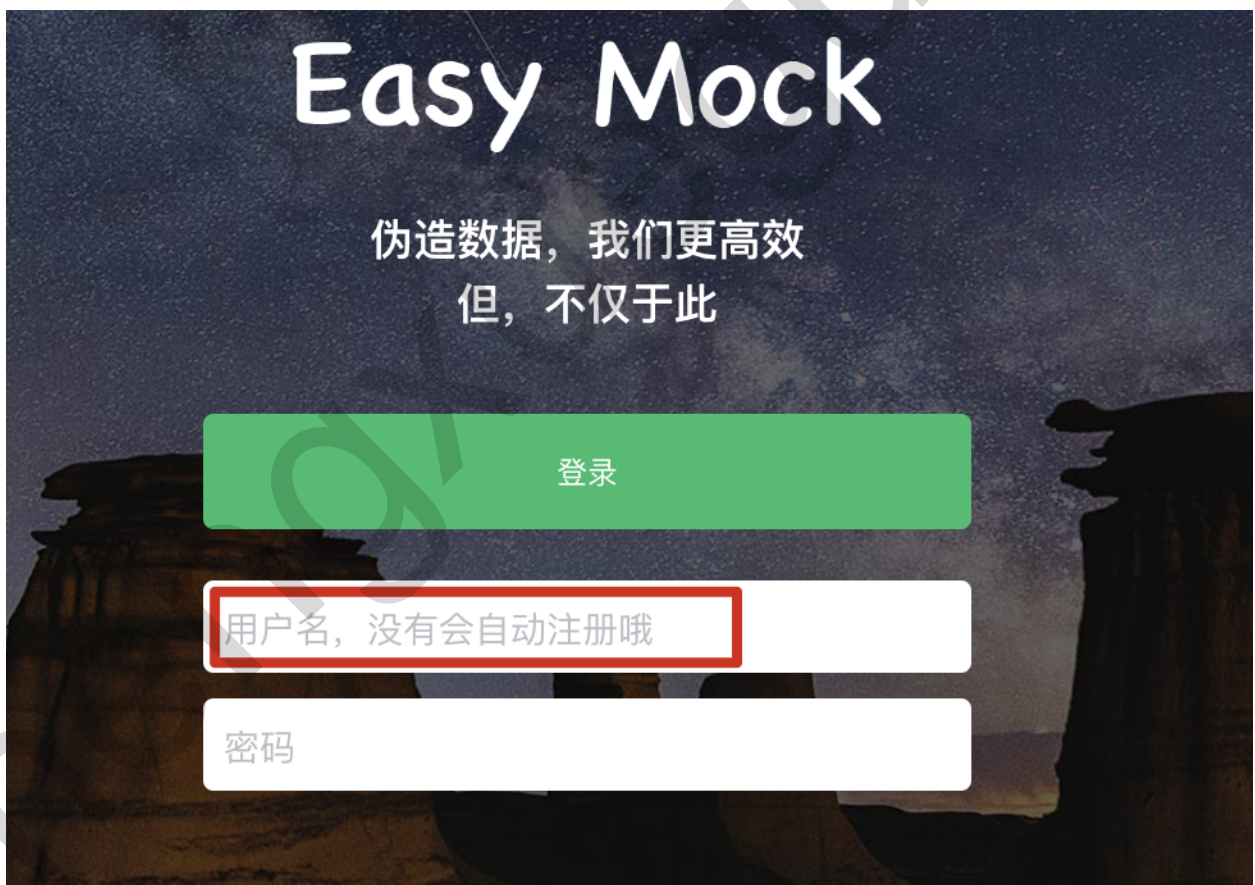 Easy Mock
伪造数据，我们更高效
但，不仅于此
登录
用户名，没有会自动注册哦
密码